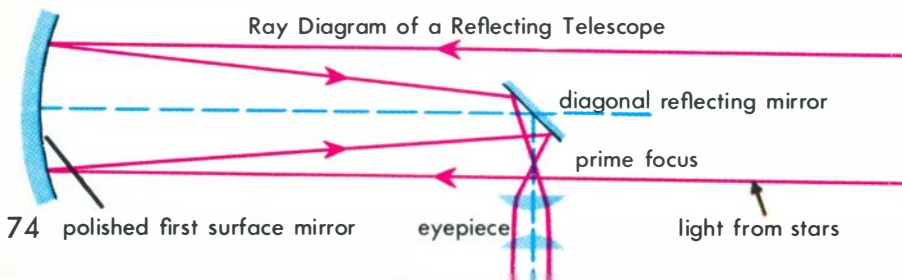 Ray Diagram of a Reflecting Telescope
diagonal reflecting mirror
prime focus
74 polished first surface mirror
eyepiece
light from stars